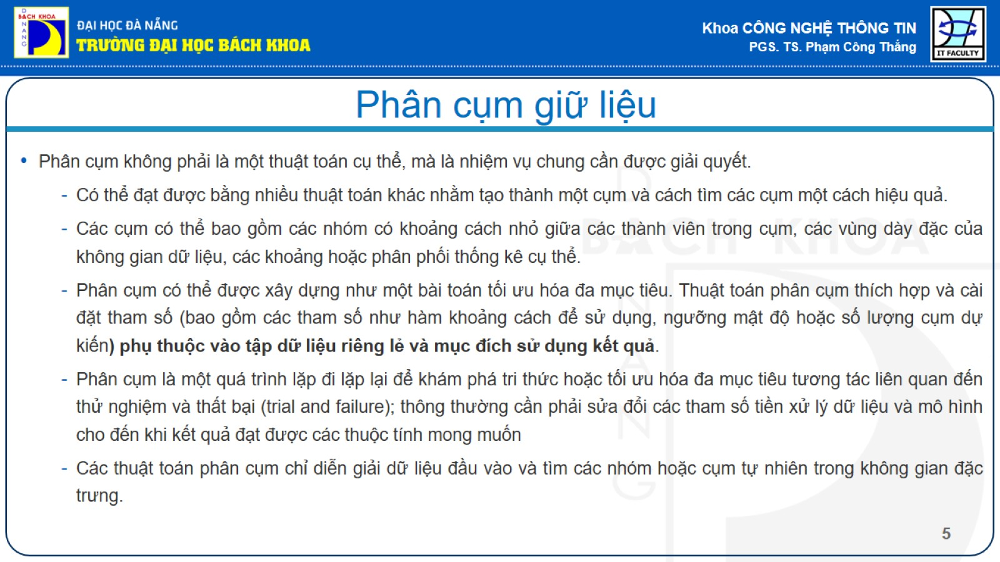 DANANG
BÁCH KHOA
ĐẠI HỌC ĐÀ NẴNG
TRƯỜNG ĐẠI HỌC BÁCH KHOA
Khoa CÔNG NGHỆ THÔNG TIN
PGS. TS. Phạm Công Thắng
IT FACULTY
Phân cụm giữ liệu
• Phân cụm không phải là một thuật toán cụ thể, mà là nhiệm vụ chung cần được giải quyết.
- Có thể đạt được bằng nhiều thuật toán khác nhằm tạo thành một cụm và cách tìm các cụm một cách hiệu quả.
- Các cụm có thể bao gồm các nhóm có khoảng cách nhỏ giữa các thành viên trong cụm, các vùng dày đặc của
không gian dữ liệu, các khoảng hoặc phân phối thống kê cụ thể.
- Phân cụm có thể được xây dựng như một bài toán tối ưu hóa đa mục tiêu. Thuật toán phân cụm thích hợp và cài
đặt tham số (bao gồm các tham số như hàm khoảng cách để sử dụng, ngưỡng mật độ hoặc số lượng cụm dự
kiến) phụ thuộc vào tập dữ liệu riêng lẻ và mục đích sử dụng kết quả.
- Phân cụm là một quá trình lặp đi lặp lại để khám phá tri thức hoặc tối ưu hóa đa mục tiêu tương tác liên quan đến
thử nghiệm và thất bại (trial and failure); thông thường cần phải sửa đổi các tham số tiền xử lý dữ liệu và mô hình
cho đến khi kết quả đạt được các thuộc tính mong muốn
- Các thuật toán phân cụm chỉ diễn giải dữ liệu đầu vào và tìm các nhóm hoặc cụm tự nhiên trong không gian đặc
trưng.
BACH KHOA
DANANG
5